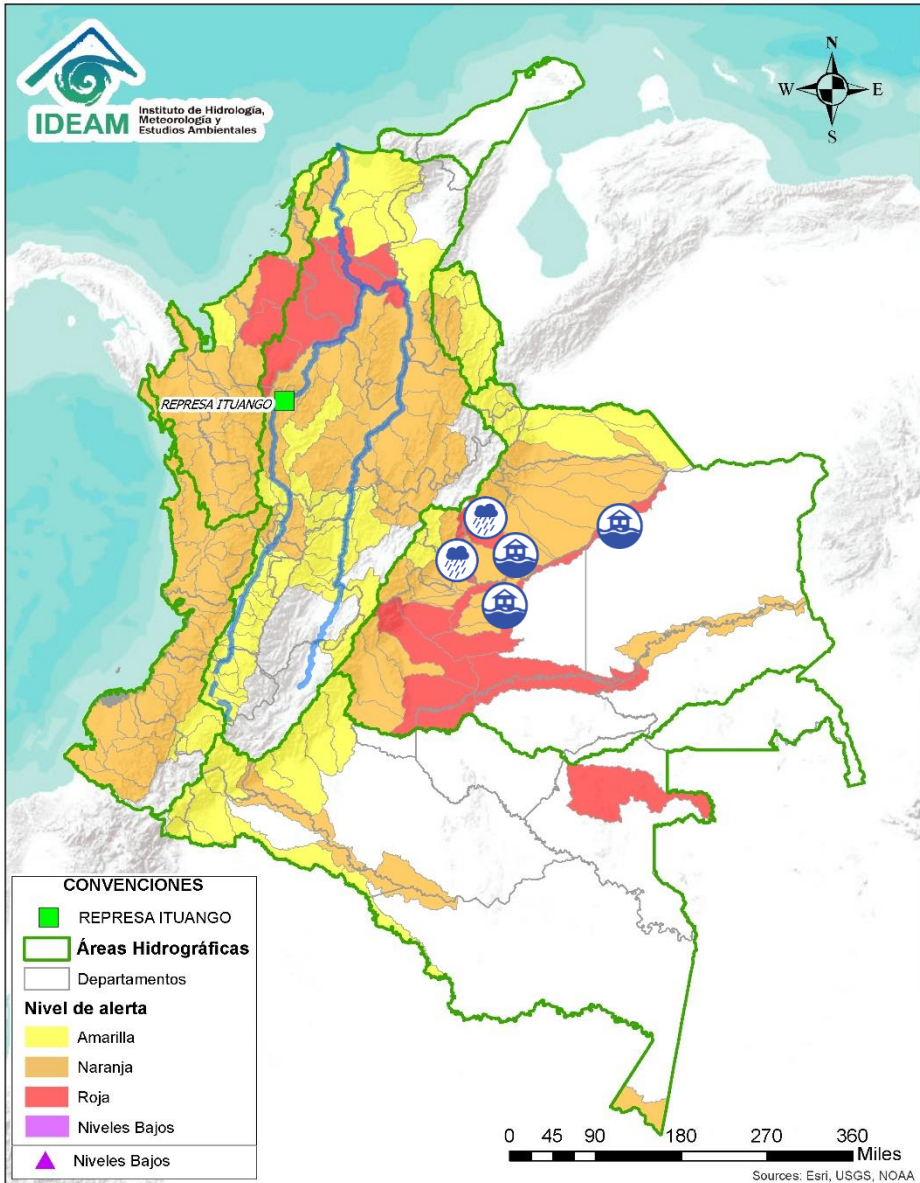 IDEAM
Instituto de Hidrología,
Meteorología y
Estudios Ambientales
N
W
E
S
REPRESA ITUANGO
CONVENCIONES
REPRESA ITUANGO
Áreas Hidrográficas
Departamentos
Nivel de alerta
Amarilla
Naranja
Roja
Niveles Bajos
Niveles Bajos
0 45 90 180 270 360
Miles
Sources: Esri, USGS, NOAA